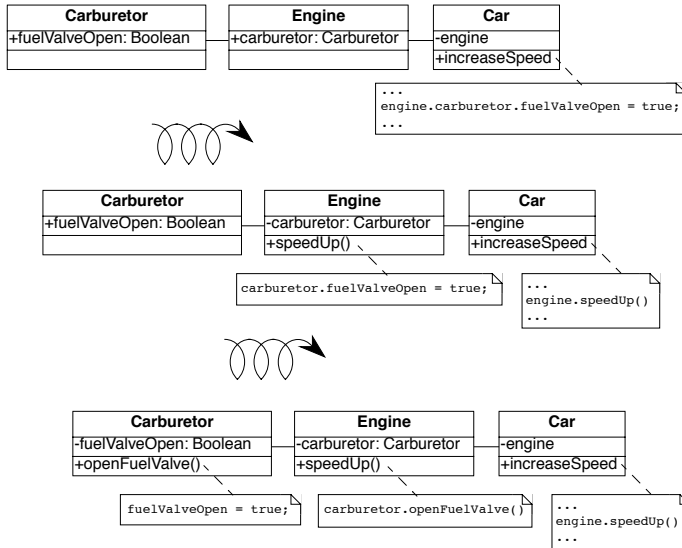 Carburetor Engine Car
+fuelValveOpen: Boolean +carburetor: Carburetor -engine
+increaseSpeed
...
engine.carburetor.fuelValveOpen = true;
...
Carburetor Engine Car
+fuelValveOpen: Boolean -carburetor: Carburetor -engine
+speedUp() +increaseSpeed
carburetor.fuelValveOpen = true;
...
engine.speedUp()
...
Carburetor Engine Car
-fuelValveOpen: Boolean -carburetor: Carburetor -engine
+openFuelValve() +speedUp() +increaseSpeed
fuelValveOpen = true;
carburetor.openFuelValve()
...
engine.speedUp()
...